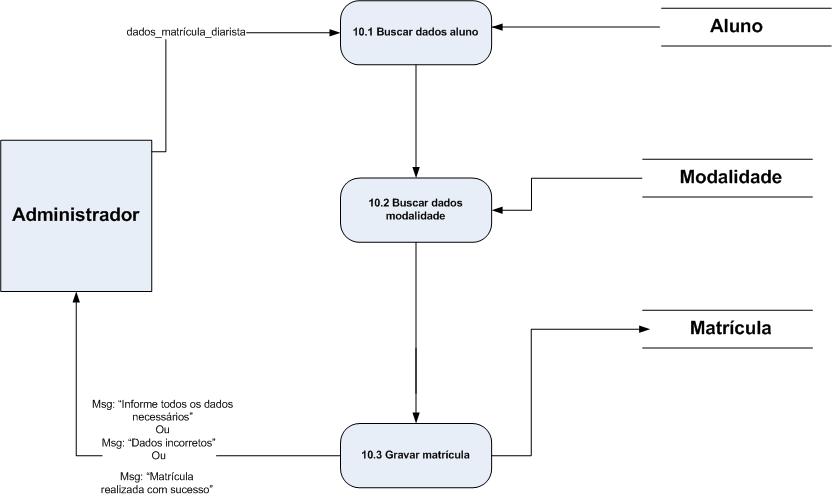 dados_matrícula_diarista
10.1 Buscar dados aluno
Aluno
Administrador
10.2 Buscar dados
modalidade
Modalidade
Matrícula
Msg: “Informe todos os dados
necessários”
Ou
Msg: “Dados incorretos”
Ou
Msg: “Matrícula
realizada com sucesso”
10.3 Gravar matrícula